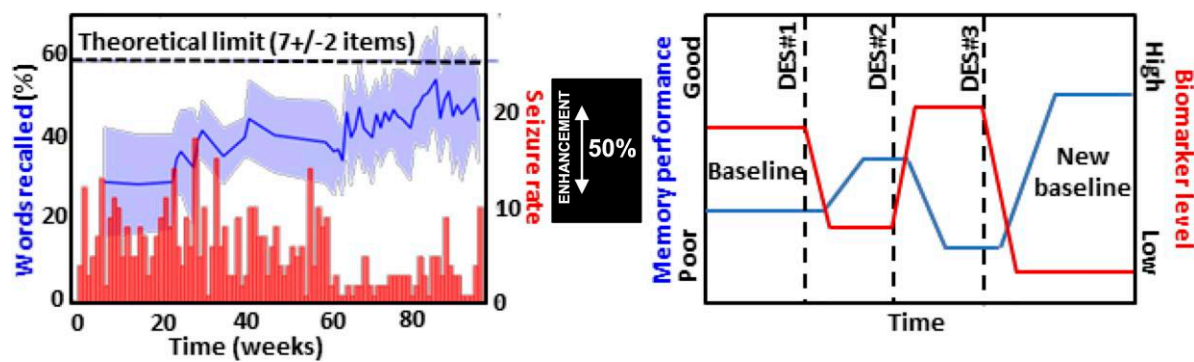 Theoretical limit (7+/-2 items)
Words recalled (%)
60
40
20
0
0
20
40
60
80
Time (weeks)
20
10
0
Seizure rate
ENHANCEMENT
50%
Memory performance
Good
Poor
DES#1
DES#2
DES#3
Baseline
New
baseline
High
Low
Biomarker level
Time